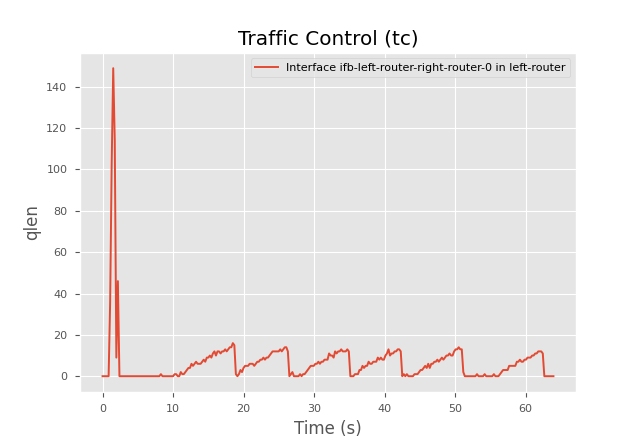 Traffic Control (tc)
Interface ifb-left-router-right-router-0 in left-router
140
120
100
80
60
40
20
0
qlen
0 10 20 30 40 50 60
Time (s)